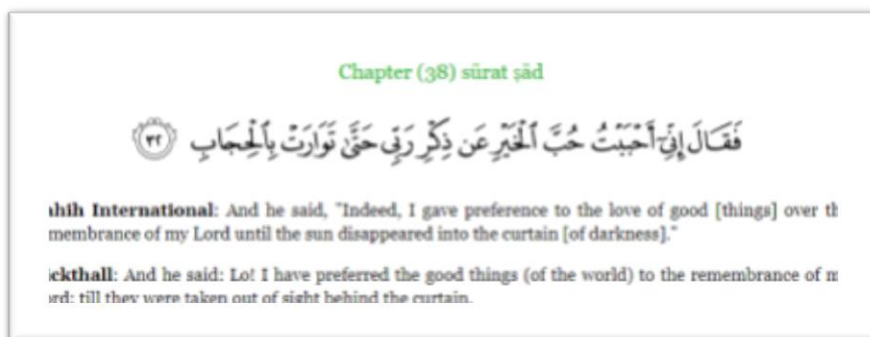 Chapter (38) sūrat ṣād
فَقَالَ إِنِّىٓ أَحْبَبْتُ حُبَّ ٱلْخَيْرِ عَن ذِكْرِ رَبِّى حَتَّىٰ تَوَارَتْ بِٱلْحِجَابِ ٣٢
hih International: And he said, "Indeed, I gave preference to the love of good [things] over th
membrance of my Lord until the sun disappeared into the curtain [of darkness]."
ickthall: And he said: Lo! I have preferred the good things (of the world) to the remembrance of m
ord; till they were taken out of sight behind the curtain.